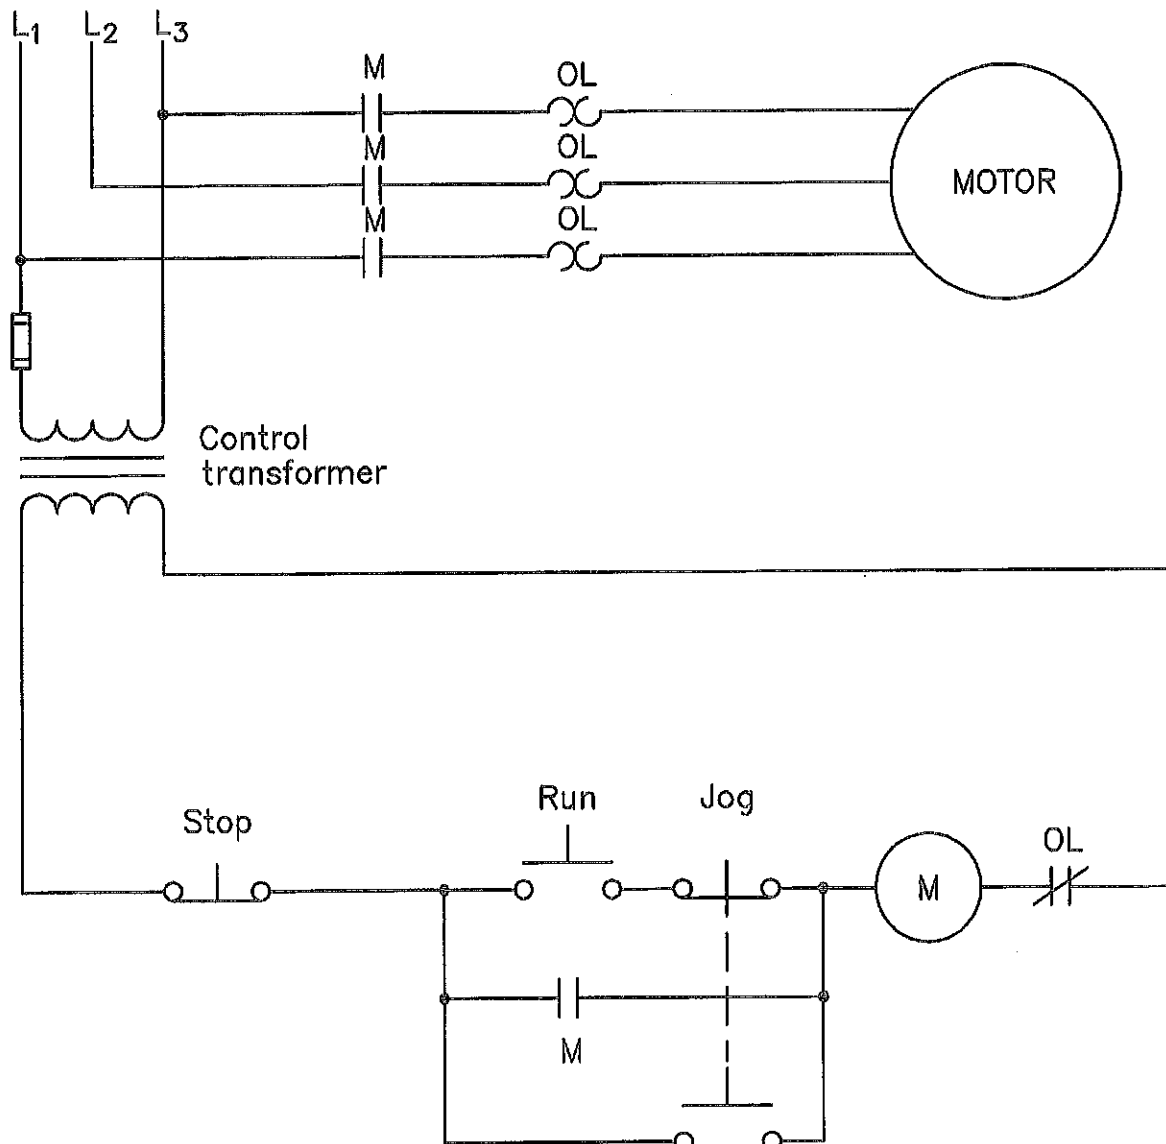 L1 L2 L3
M OL
M OL
MOTOR
M OL
Control
transformer
Run Jog
Stop
OL
M
M